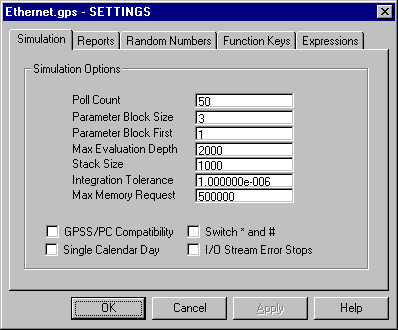 Ethernet.gps - SETTINGS
Simulation Reports Random Numbers Function Keys Expressions
Simulation Options
Poll Count 50
Parameter Block Size 3
Parameter Block First 1
Max Evaluation Depth 2000
Stack Size 1000
Integration Tolerance 1.000000e-006
Max Memory Request 500000
GPSS/PC Compatibility Switch * and #
Single Calendar Day I/O Stream Error Stops
OK Cancel Apply Help